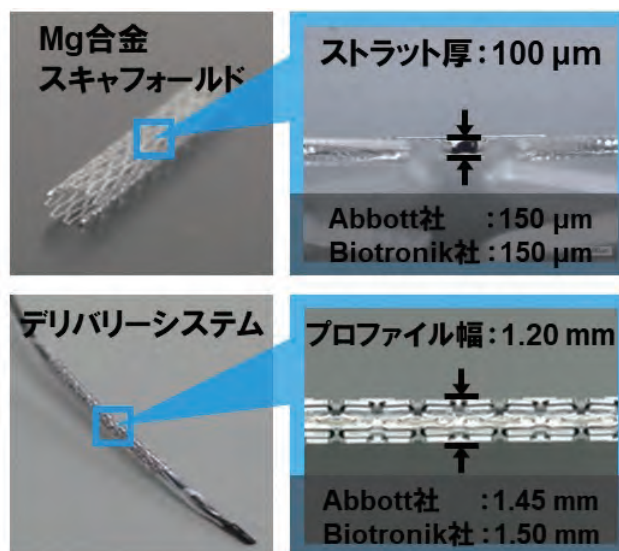 Mg合金
スキャフォールド
ストラット厚：100 μm
Abbott社　：150 μm
Biotronik社：150 μm
デリバリーシステム
プロファイル幅：1.20 mm
Abbott社　：1.45 mm
Biotronik社：1.50 mm